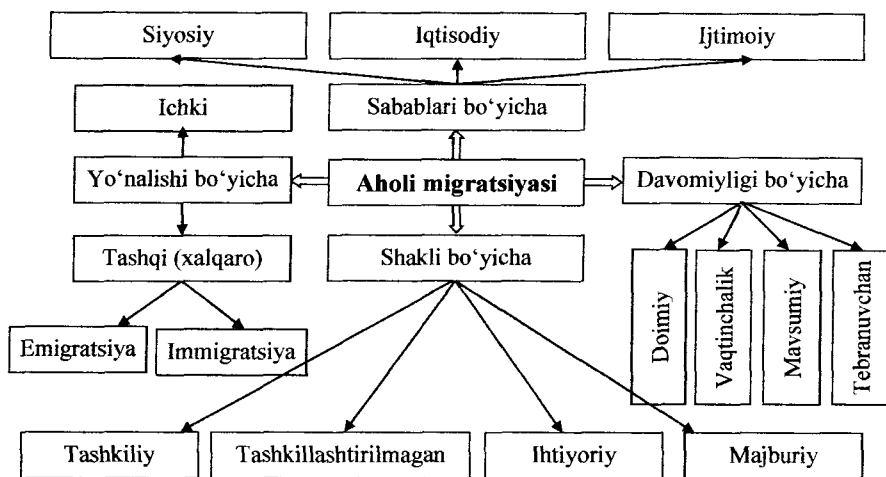 Siyosiy
Iqtisodiy
Ijtimoiy
Ichki
Sabablari bo‘yicha
Yo‘nalishi bo‘yicha
Aholi migratsiyasi
Davomiyligi bo‘yicha
Tashqi (xalqaro)
Shakli bo‘yicha
Doimiy
Vaqtinchalik
Mavsumiy
Tebranuvchan
Emigratsiya
Immigratsiya
Tashkiliy
Tashkillashtirilmagan
Ihtiyoriy
Majburiy